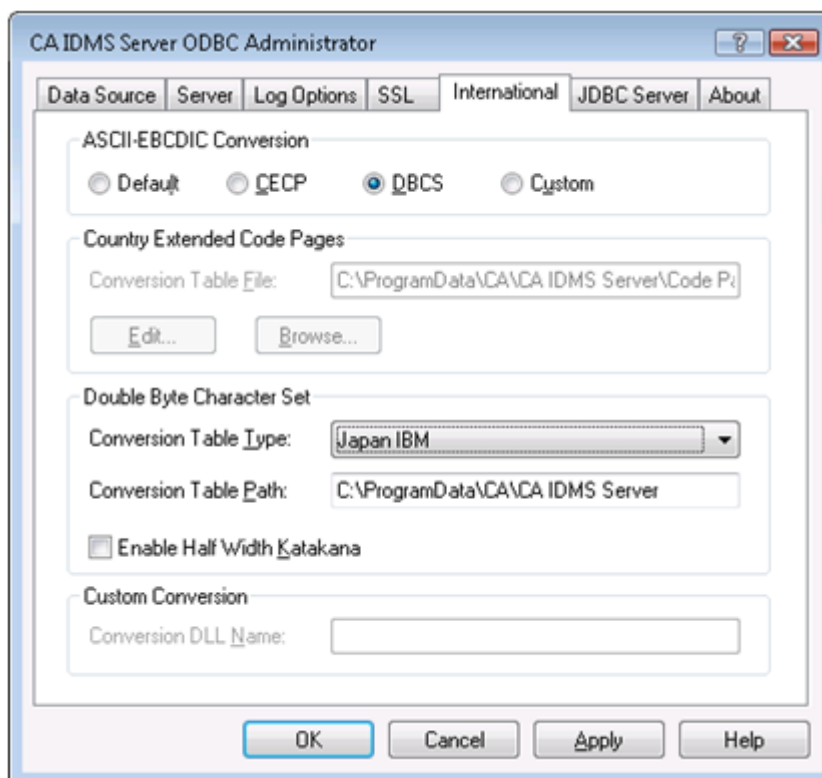 CA IDMS Server ODBC Administrator
Data Source Server Log Options SSL International JDBC Server About
ASCII-EBCDIC Conversion
Default CECP DBCS Custom
Country Extended Code Pages
Conversion Table File: C:\ProgramData\CA\CA IDMS Server\Code Pa
Edit... Browse...
Double Byte Character Set
Conversion Table Type: Japan IBM
Conversion Table Path: C:\ProgramData\CA\CA IDMS Server
Enable Half Width Katakana
Custom Conversion
Conversion DLL Name:
OK Cancel Apply Help